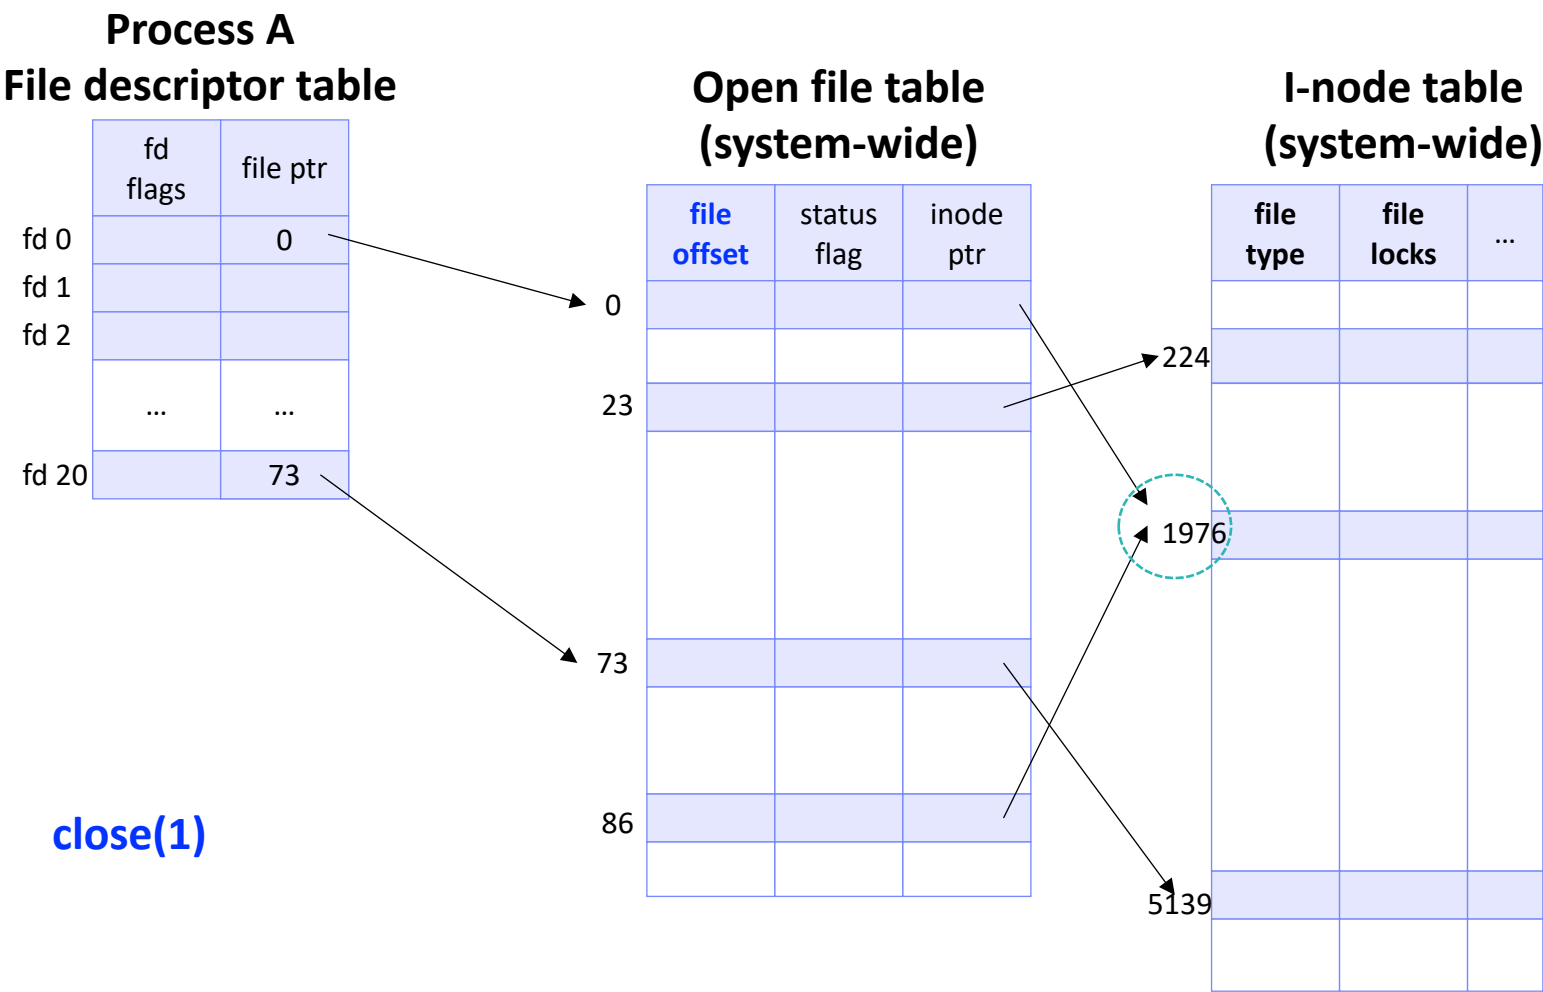 Process A
File descriptor table
fd
flags
file ptr
fd 0
0
fd 1
fd 2
...
...
fd 20
73
close(1)
Open file table
(system-wide)
file
offset
status
flag
inode
ptr
0
23
73
86
I-node table
(system-wide)
file
type
file
locks
...
224
1976
5139